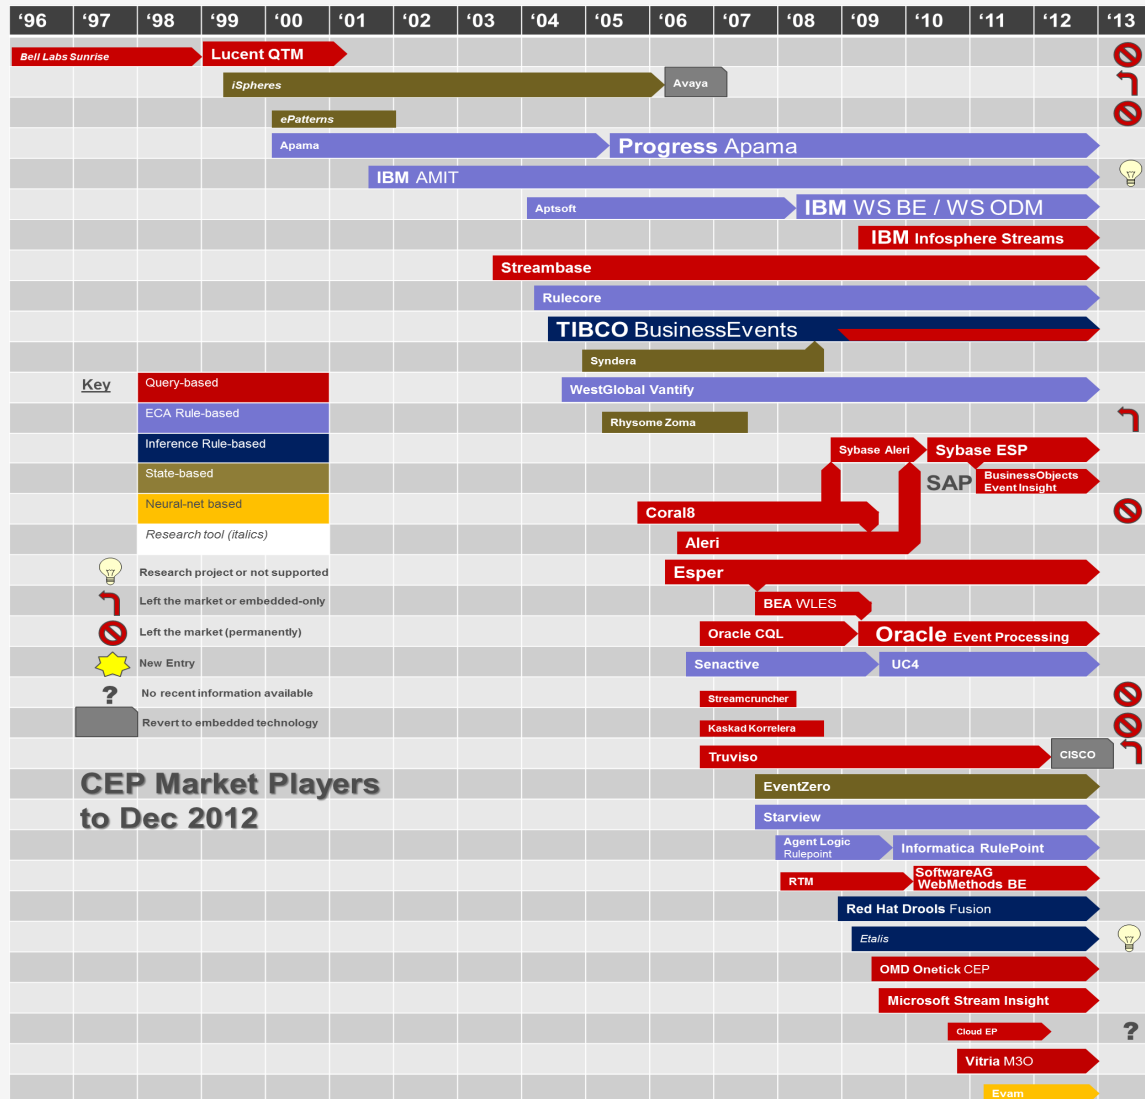 ‘96 ‘97 ‘98 ‘99 ‘00 ‘01 ‘02 ‘03 ‘04 ‘05 ‘06 ‘07 ‘08 ‘09 ‘10 ‘11 ‘12 ‘13
Bell Labs Sunrise
Lucent QTM
iSpheres
Avaya
ePatterns
Apama
Progress Apama
IBM AMIT
Aptsoft
IBM WS BE / WS ODM
IBM Infosphere Streams
Streambase
Rulecore
TIBCO BusinessEvents
Syndera
Key
Query-based
WestGlobal Vantify
ECA Rule-based
Rhysome Zoma
Inference Rule-based
Sybase Aleri
Sybase ESP
State-based
SAP
BusinessObjects
Event Insight
Neural-net based
Coral8
Research tool (italics)
Aleri
Research project or not supported
Esper
Left the market or embedded-only
BEA WLES
Left the market (permanently)
Oracle CQL
Oracle Event Processing
New Entry
Senactive
UC4
?
No recent information available
Streamcruncher
Revert to embedded technology
Kaskad Korrelera
Truviso
CISCO
CEP Market Players
to Dec 2012
EventZero
Starview
Agent Logic
Rulepoint
Informatica RulePoint
RTM
SoftwareAG
WebMethods BE
Red Hat Drools Fusion
Etalis
OMD Onetick CEP
Microsoft Stream Insight
Cloud EP
?
Vitria M3O
Evam